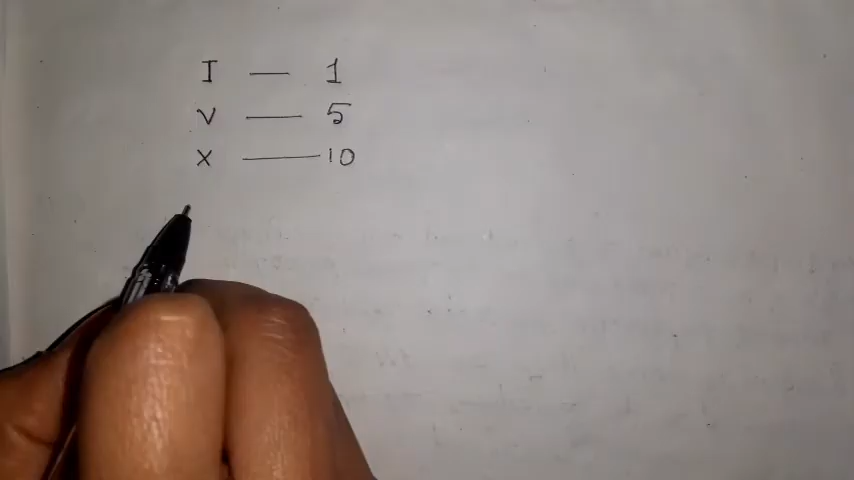 I — 1
V — 5
X — 10